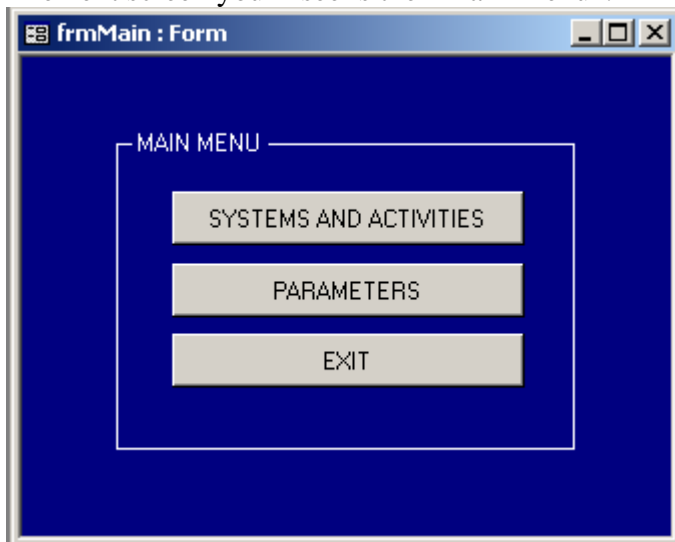 frmMain : Form
MAIN MENU
SYSTEMS AND ACTIVITIES
PARAMETERS
EXIT